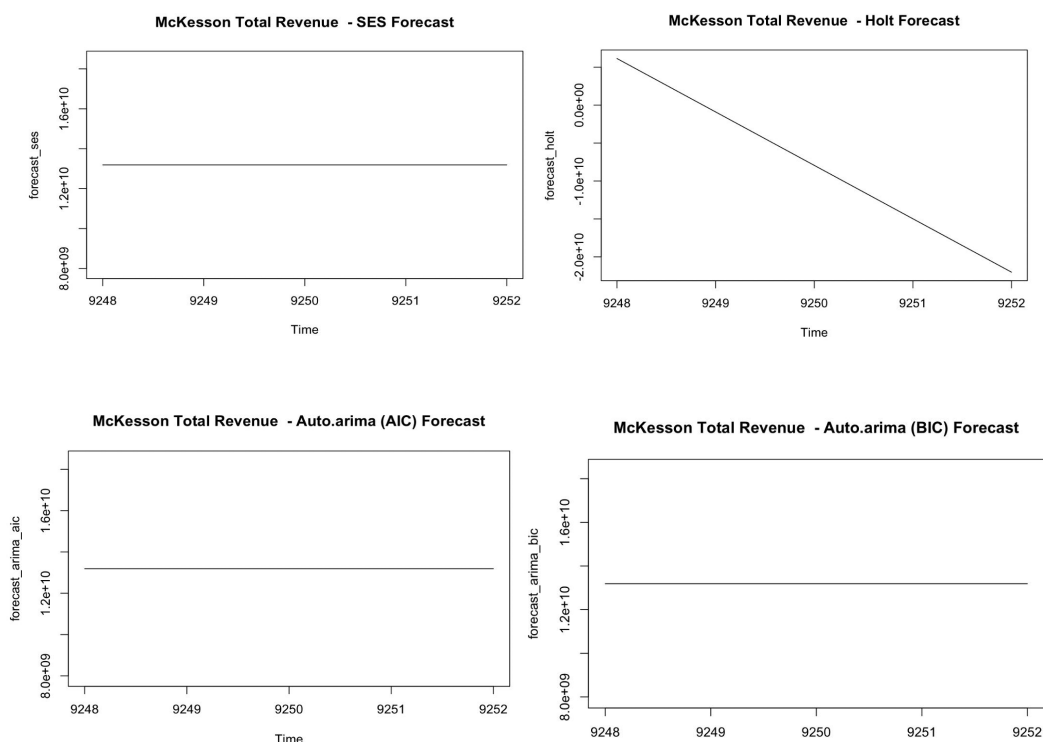 McKesson Total Revenue - SES Forecast
forecast_ses
1.6e+10
1.2e+10
8.0e+09
9248 9249 9250 9251 9252
Time
McKesson Total Revenue - Holt Forecast
forecast_holt
0.0e+00
-1.0e+10
-2.0e+10
9248 9249 9250 9251 9252
Time
McKesson Total Revenue - Auto.arima (AIC) Forecast
forecast_arima_aic
1.6e+10
1.2e+10
8.0e+09
9248 9249 9250 9251 9252
Time
McKesson Total Revenue - Auto.arima (BIC) Forecast
forecast_arima_bic
1.6e+10
1.2e+10
8.0e+09
9248 9249 9250 9251 9252